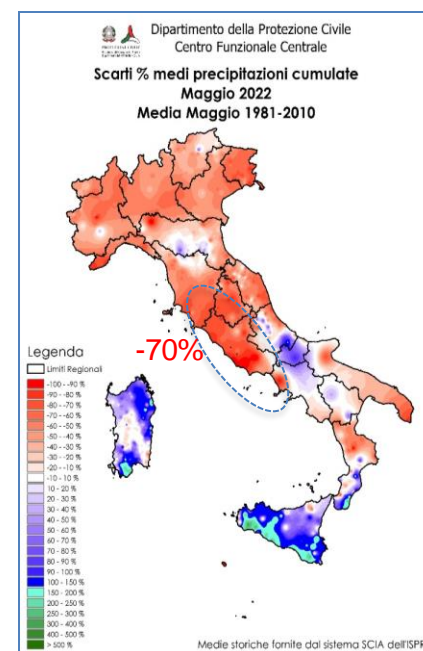 Dipartimento della Protezione Civile
Centro Funzionale Centrale
Scarti % medi precipitazioni cumulate
Maggio 2022
Media Maggio 1981-2010
-70%
Legenda
Limiti Regionali
-100 - -90 %
-90 - -80 %
-80 - -70 %
-70 - -60 %
-60 - -50 %
-50 - -40 %
-40 - -30 %
-30 - -20 %
-20 - -10 %
-10 - 10 %
10 - 20 %
20 - 30 %
30 - 40 %
40 - 50 %
50 - 60 %
60 - 70 %
70 - 80 %
80 - 90 %
90 - 100 %
100 - 150 %
150 - 200 %
200 - 250 %
250 - 300 %
300 - 400 %
400 - 500 %
> 500 %
Medie storiche fornite dal sistema SCIA dell'ISPR